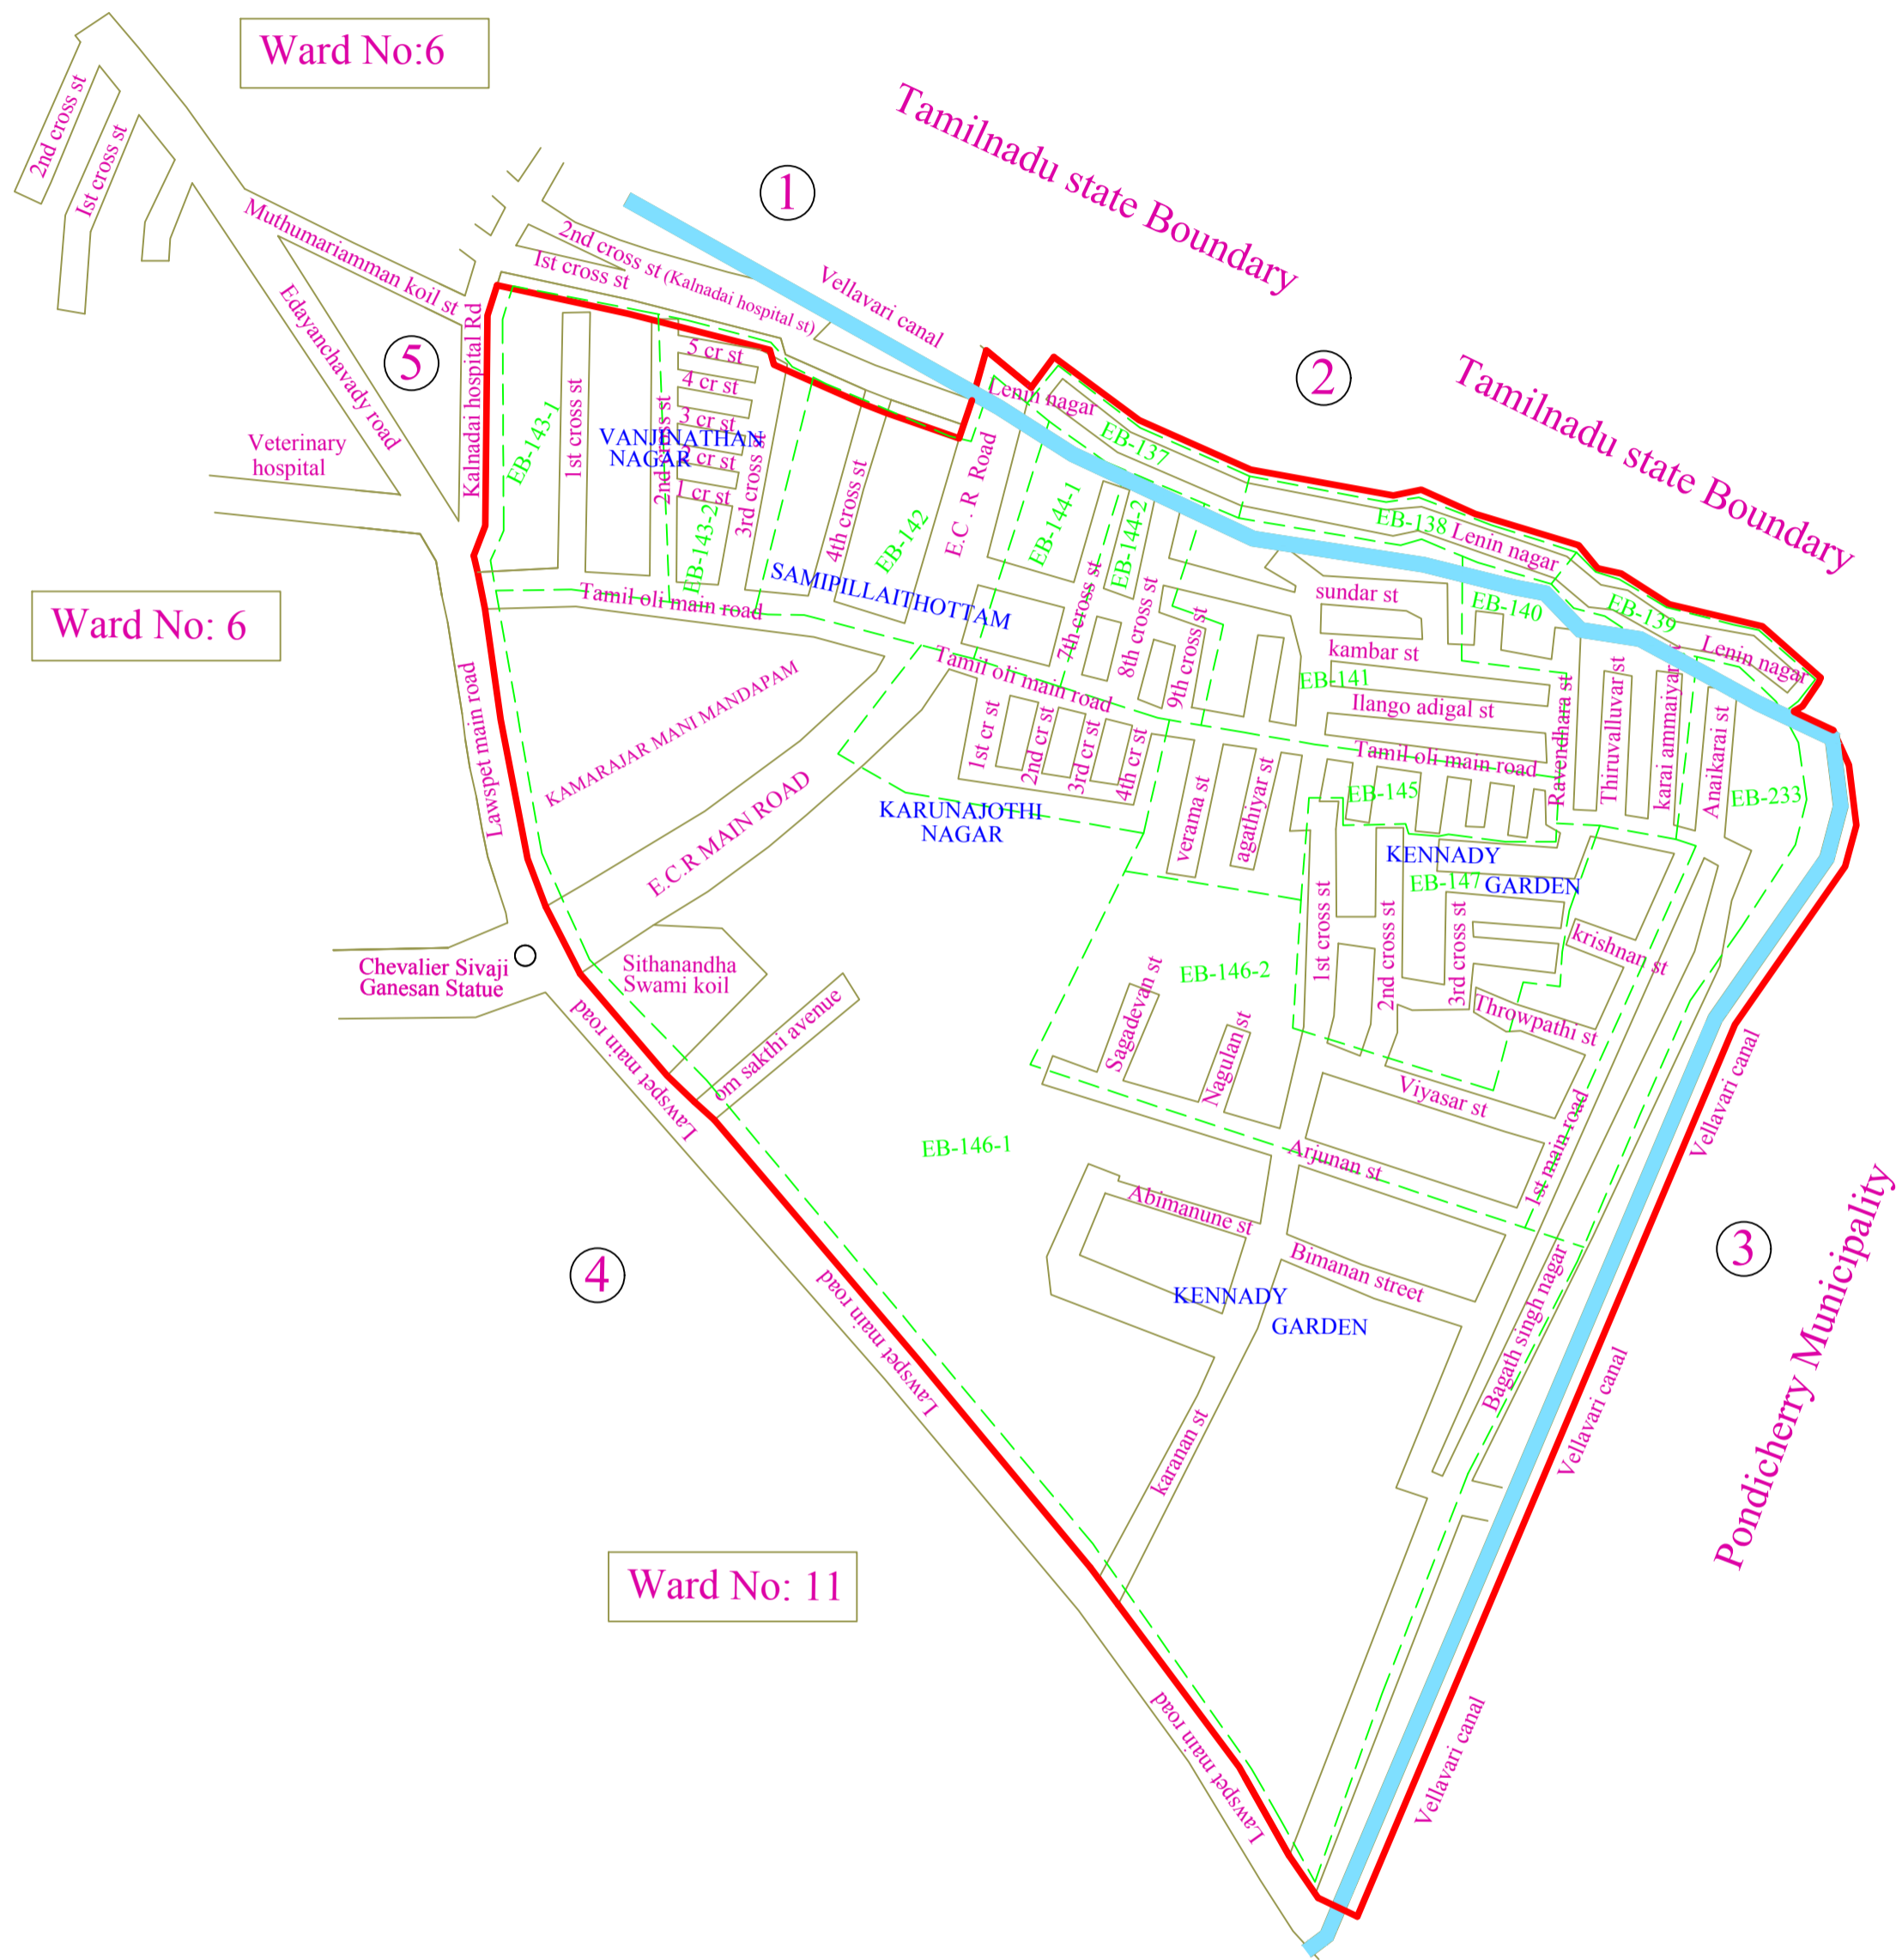 Ward No:6
2nd cross st
Ist cross st
Muthumariamman koil st
Edayanchavady road
Veterinary
hospital
Kalnadai hospital Rd
5
1
Tamilnadu state Boundary
2nd cross st (Kalnadai hospital st)
Ist cross st
Vellavari canal
2
Tamilnadu state Boundary
EB-143-1
1st cross st
VANJINATHAN
NAGAR
2nd cross st
5 cr st
4 cr st
3 cr st
2 cr st
1 cr st
EB-143-2
3rd cross st
4th cross st
EB-142
E.C . R Road
Lenin nagar
EB-137
EB-144-1
EB-144-2
EB-138
Lenin nagar
EB-140
EB-139
Lenin nagar
SAMIPILLAITHOTTAM
Tamil oli main road
7th cross st
8th cross st
9th cross st
sundar st
kambar st
EB-141
Ilango adigal st
Tamil oli main road
Tamil oli main road
Ravendhara st
Thiruvalluvar st
karai ammaiyar st
Anaikarai st
EB-233
Ward No: 6
Lawspet main road
KAMARAJAR MANI MANDAPAM
E.C.R MAIN ROAD
1st cr st
2nd cr st
3rd cr st
4th cr st
KARUNAJOTHI
NAGAR
verama st
agathiyar st
EB-145
KENNADY
GARDEN
EB-147
1st cross st
2nd cross st
3rd cross st
krishnan st
Throwpathi st
Chevalier Sivaji
Ganesan Statue
Sithanandha
Swami koil
om sakthi avenue
Lawspet main road
EB-146-2
Sagadevan st
Nagulan st
Viyasar st
1st main road
Vellavari canal
EB-146-1
Arjunan st
Abimanune st
Bimanan street
KENNADY
GARDEN
Bagath singh nagar
3
Pondicherry Municipality
4
Lawspet main road
karanan st
Vellavari canal
Ward No: 11
Lawspet main road
Vellavari canal